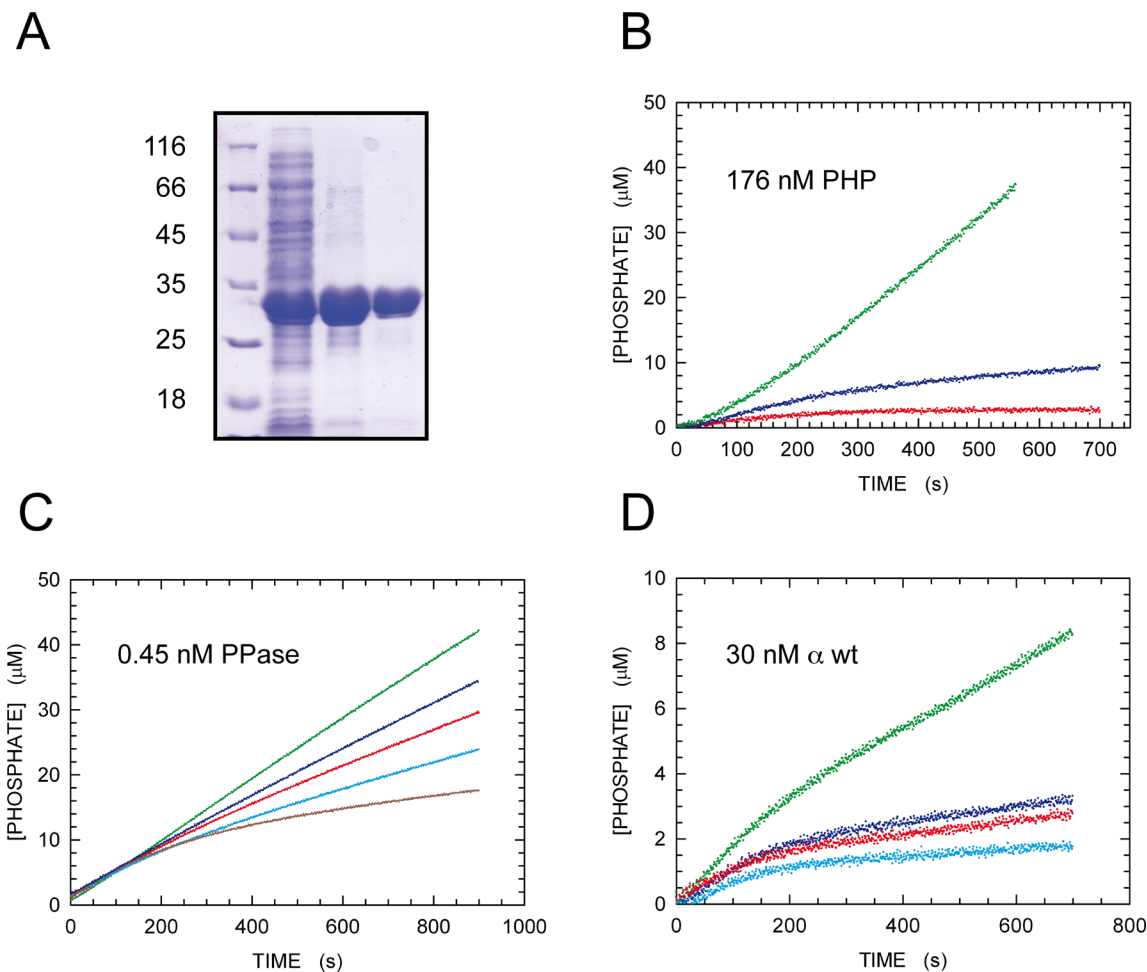 A
116
66
45
35
25
18
B
50
40
30
20
10
0
[PHOSPHATE] (μM)
176 nM PHP
0 100 200 300 400 500 600 700
TIME (s)
C
50
40
30
20
10
0
[PHOSPHATE] (μM)
0.45 nM PPase
0 200 400 600 800 1000
TIME (s)
D
10
8
6
4
2
0
[PHOSPHATE] (μM)
30 nM α wt
0 200 400 600 800
TIME (s)